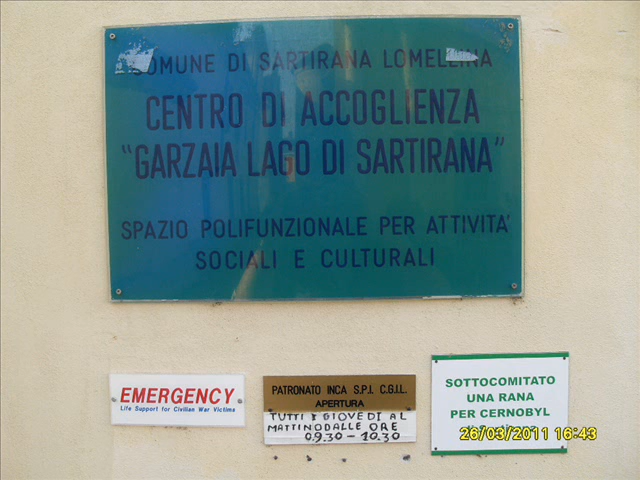 COMUNE DI SARTIRANA LOMELLINA
CENTRO DI ACCOGLIENZA
"GARZAIA LAGO DI SARTIRANA"
SPAZIO POLIFUNZIONALE PER ATTIVITA'
SOCIALI E CULTURALI
EMERGENCY
Life Support for Civilian War Victims
PATRONATO INCA S.P.I. C.G.I.L.
APERTURA
TUTTI I GIOVEDI AL
MATTINO DALLE ORE
09.30 - 10.30
SOTTOCOMITATO
UNA RANA
PER CERNOBYL
26/03/2011 16:43